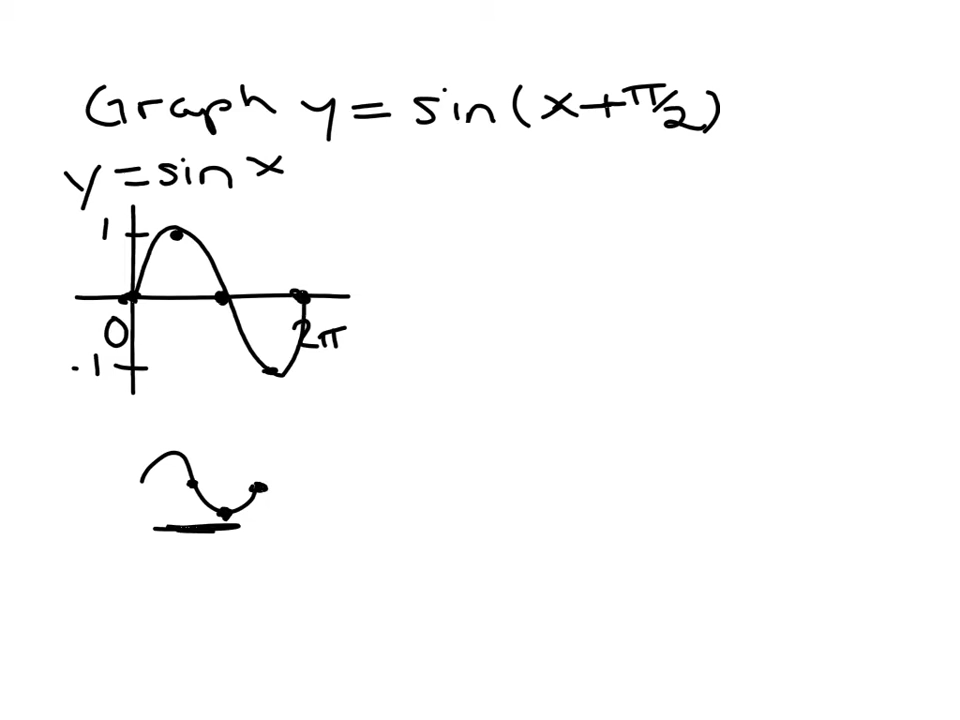 Graph y = sin(x+π/2)
y = sin x
1
0
2π
-1